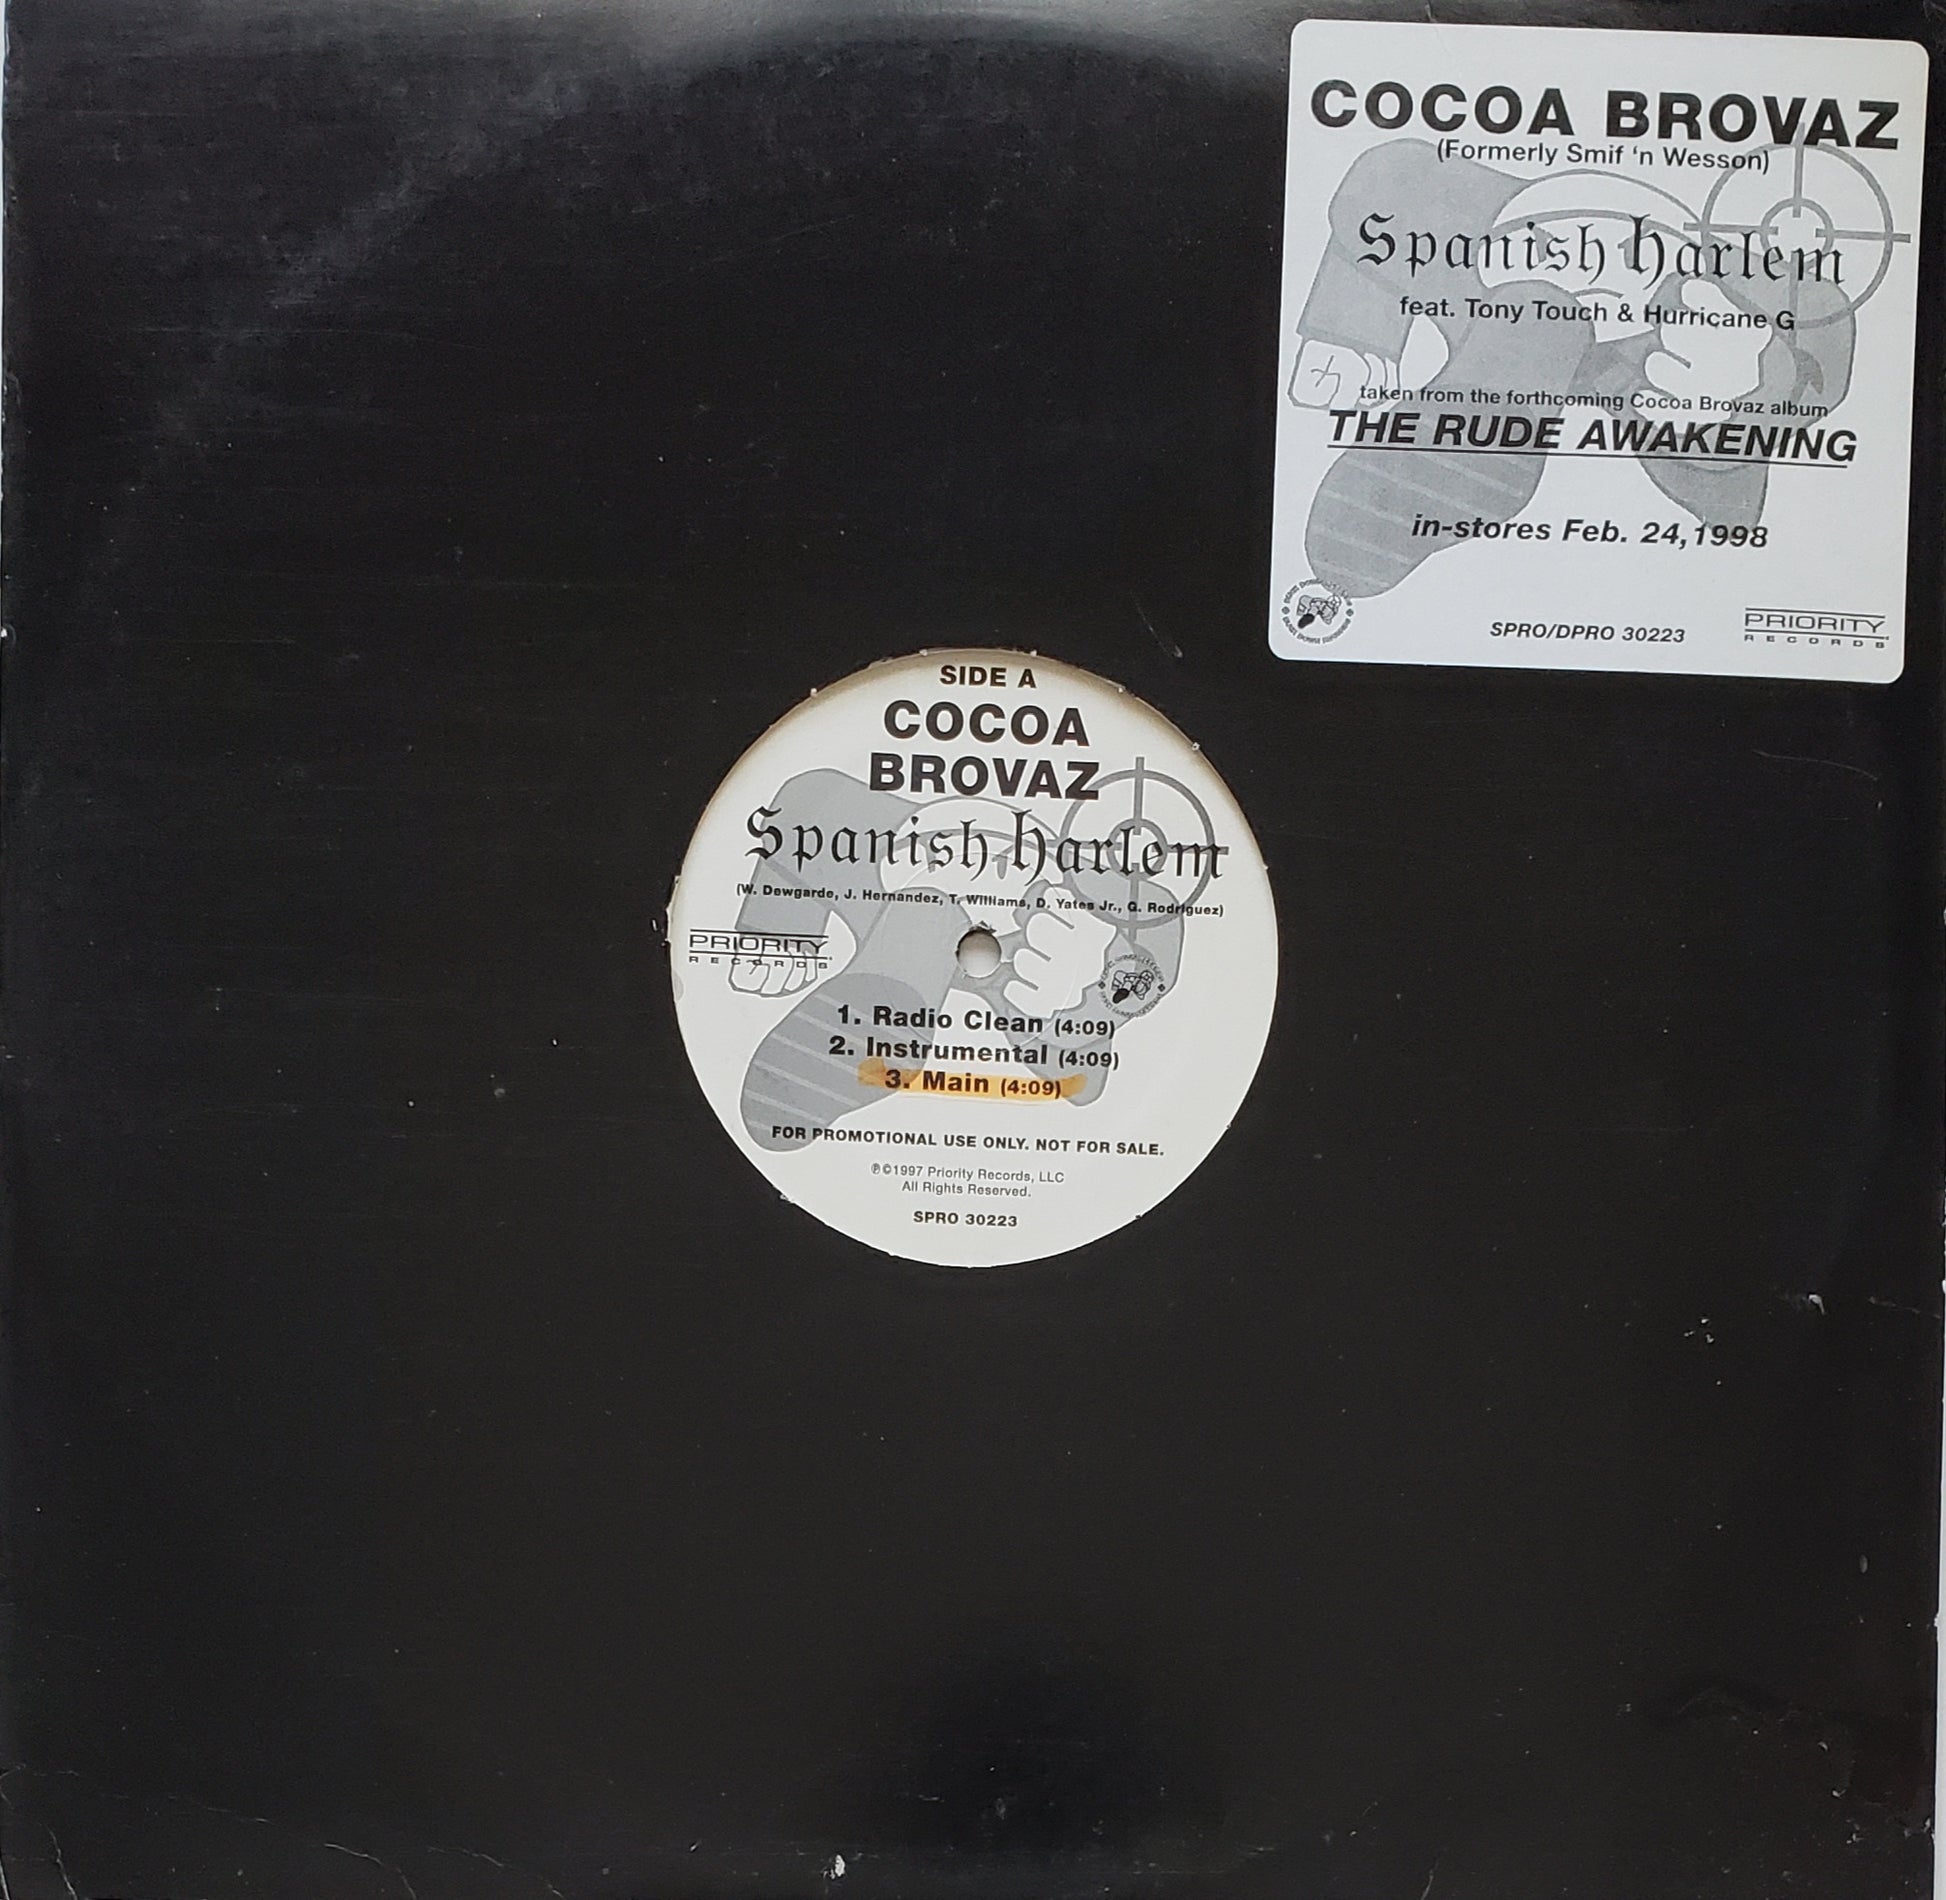 COCOA BROVAZ
(Formerly Smif 'n Wesson)
Spanish Harlem
feat. Tony Touch & Hurricane G
taken from the forthcoming Cocoa Brovaz album
THE RUDE AWAKENING
in-stores Feb. 24, 1998
SPRO/DPRO 30223
PRIORITY
RECORDS
SIDE A
COCOA
BROVAZ
Spanish Harlem
(W. Dewgarde, J. Hernandez, T. Williams, D. Yates Jr., G. Rodriguez)
PRIORITY
RECORDS
1. Radio Clean (4:09)
2. Instrumental (4:09)
3. Main (4:09)
FOR PROMOTIONAL USE ONLY. NOT FOR SALE.
℗©1997 Priority Records, LLC
All Rights Reserved.
SPRO 30223